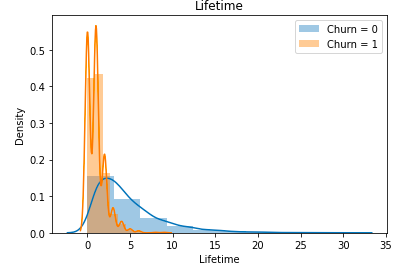 Lifetime
Churn = 0
Churn = 1
0.5
0.4
0.3
0.2
0.1
0.0
Density
0 5 10 15 20 25 30 35
Lifetime